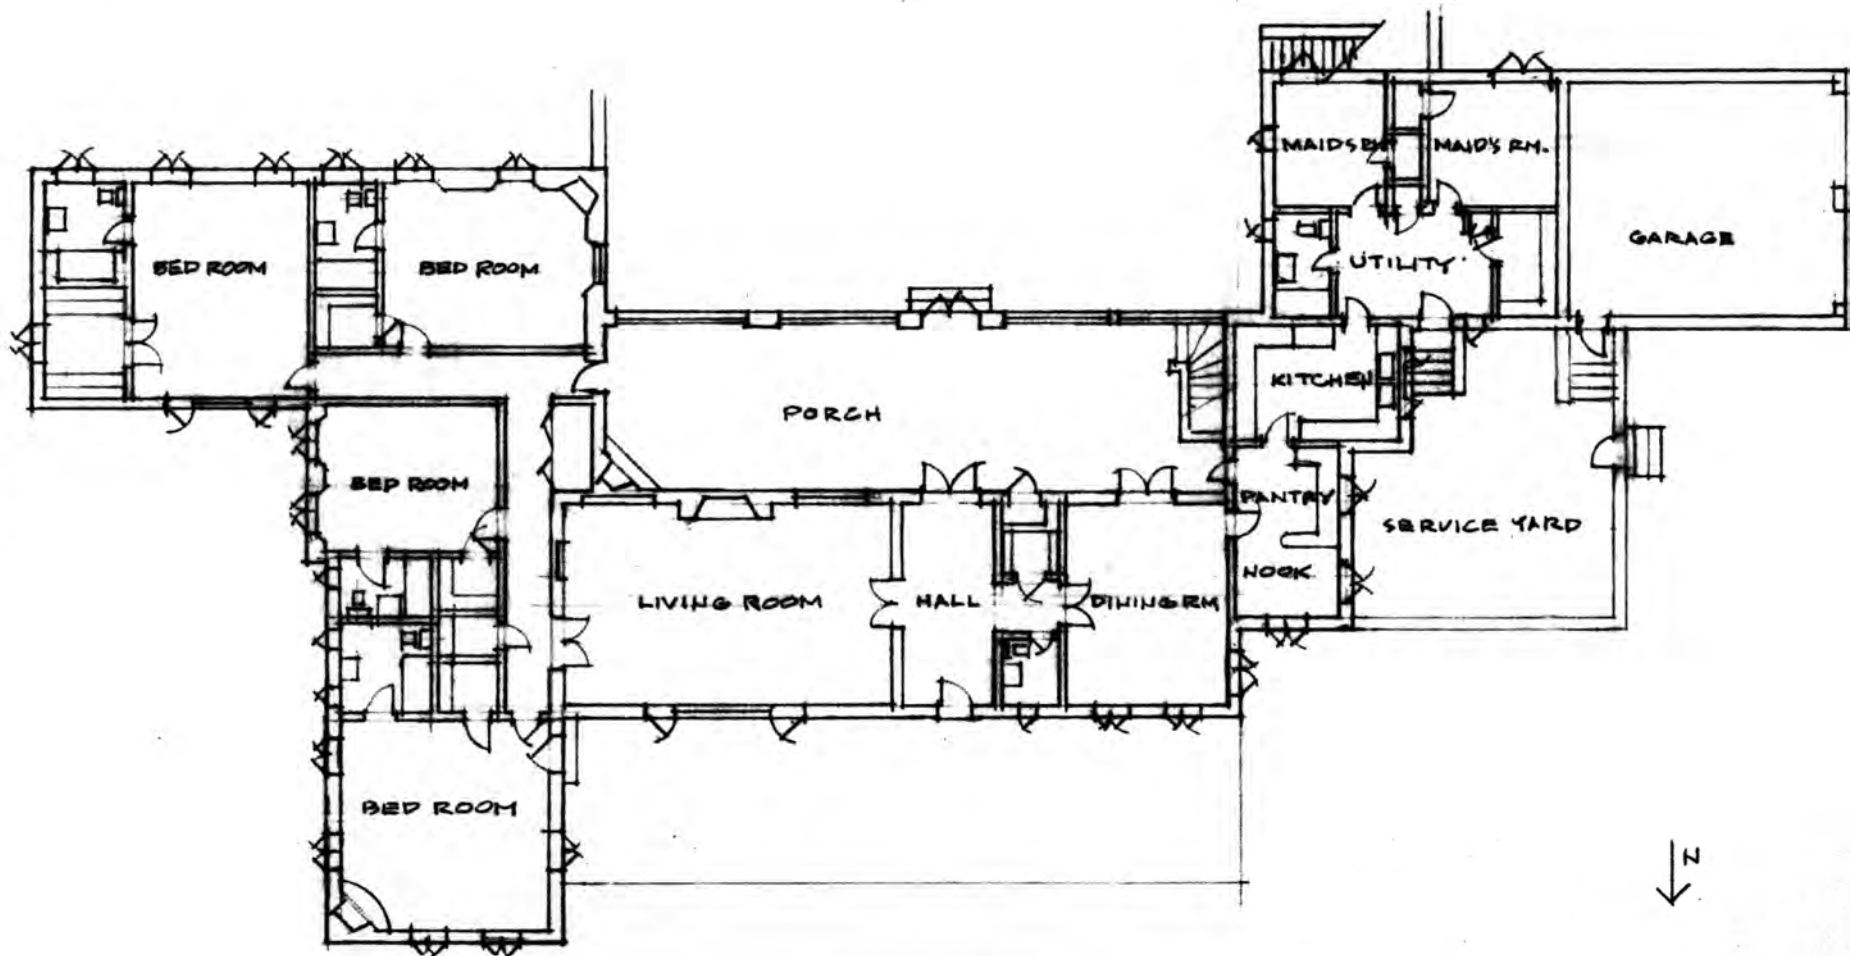 MAIDS RM
MAID'S RM.
GARAGE
BED ROOM
BED ROOM
UTILITY
KITCHEN
PORCH
BED ROOM
PANTRY
SERVICE YARD
NOOK
LIVING ROOM
HALL
DINING RM
BED ROOM
N